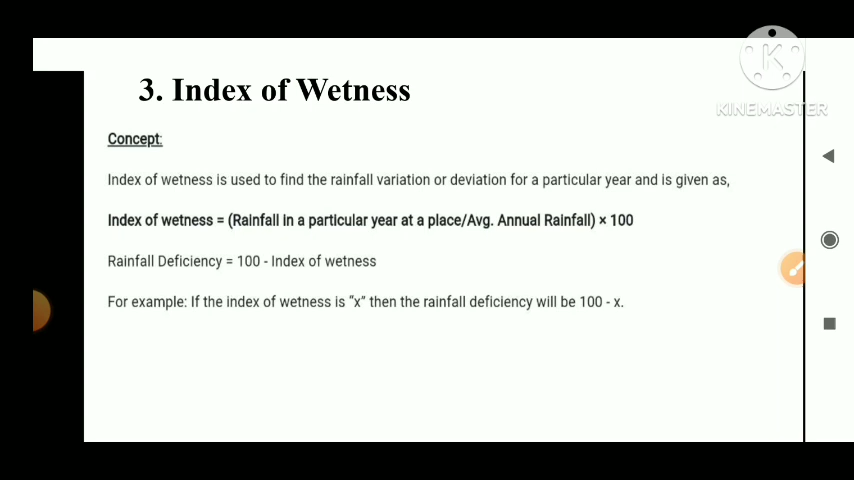 3. Index of Wetness
KINEMASTER
Concept:
Index of wetness is used to find the rainfall variation or deviation for a particular year and is given as,
Index of wetness = (Rainfall in a particular year at a place/Avg. Annual Rainfall) × 100
Rainfall Deficiency = 100 - Index of wetness
For example: If the index of wetness is "x" then the rainfall deficiency will be 100 - x.